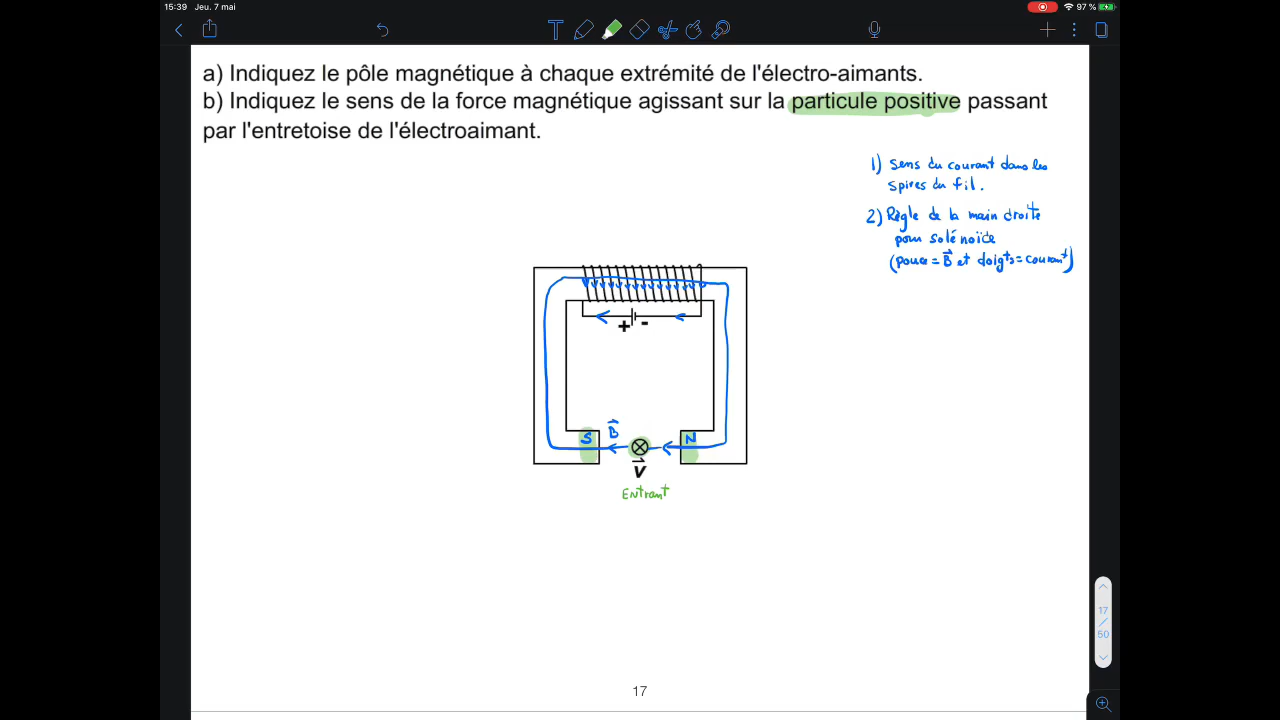 15:39 Jeu. 7 mai
97 %
a) Indiquez le pôle magnétique à chaque extrémité de l'électro-aimants.
b) Indiquez le sens de la force magnétique agissant sur la particule positive passant
par l'entretoise de l'électroaimant.
1) Sens du courant dans les
spires du fil.
2) Règle de la main droite
pour solénoïde
(pouce = B et doigts = courant)
+ -
B
S N
V
Entrant
17
/
50
17